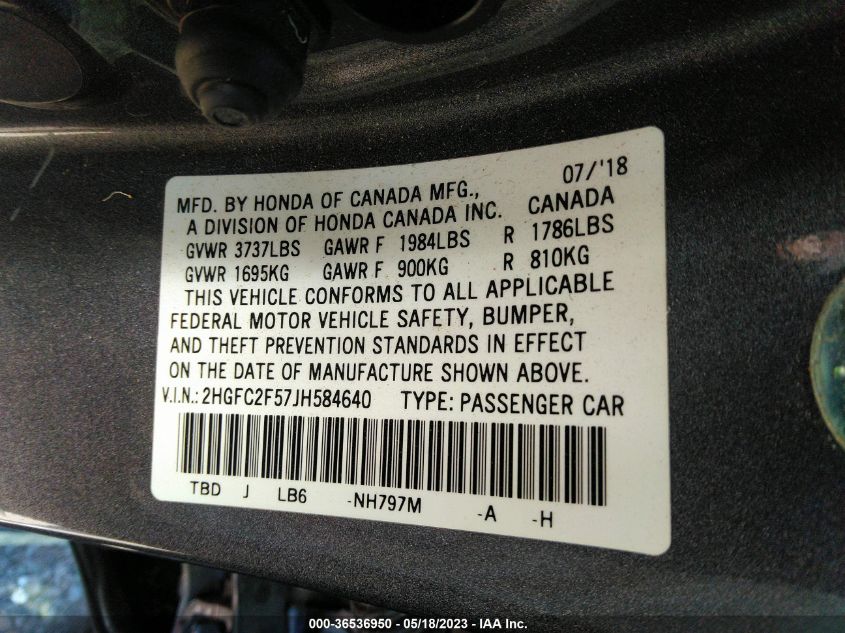 07/'18
MFD. BY HONDA OF CANADA MFG.,
A DIVISION OF HONDA CANADA INC. CANADA
GVWR 3737LBS GAWR F 1984LBS R 1786LBS
GVWR 1695KG GAWR F 900KG R 810KG
THIS VEHICLE CONFORMS TO ALL APPLICABLE
FEDERAL MOTOR VEHICLE SAFETY, BUMPER,
AND THEFT PREVENTION STANDARDS IN EFFECT
ON THE DATE OF MANUFACTURE SHOWN ABOVE.
V.I.N.: 2HGFC2F57JH584640 TYPE: PASSENGER CAR
TBD J LB6 -NH797M -A -H
000-36536950 - 05/18/2023 - IAA Inc.